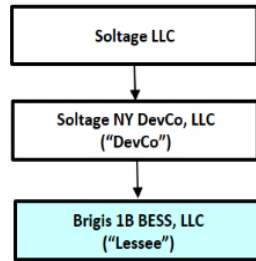 Soltage LLC
Soltage NY DevCo, LLC
("DevCo")
Brigis 1B BESS, LLC
("Lessee")